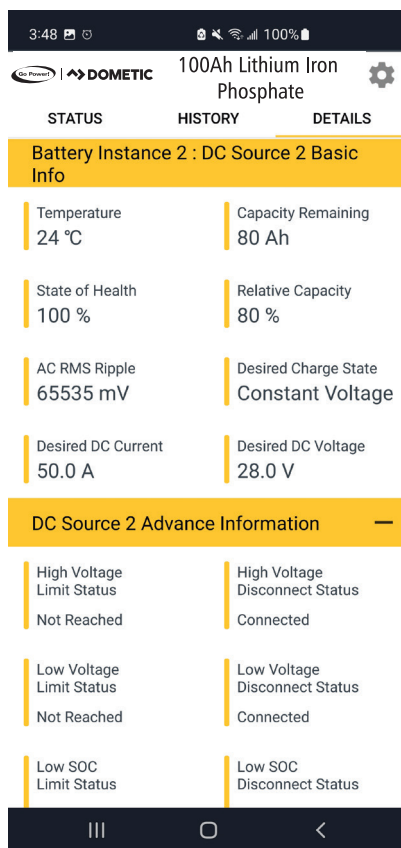 3:48 100%
Go Power! DOMETIC 100Ah Lithium Iron
Phosphate
STATUS HISTORY DETAILS
Battery Instance 2 : DC Source 2 Basic
Info
Temperature Capacity Remaining
24 °C 80 Ah
State of Health Relative Capacity
100 % 80 %
AC RMS Ripple Desired Charge State
65535 mV Constant Voltage
Desired DC Current Desired DC Voltage
50.0 A 28.0 V
DC Source 2 Advance Information
High Voltage High Voltage
Limit Status Disconnect Status
Not Reached Connected
Low Voltage Low Voltage
Limit Status Disconnect Status
Not Reached Connected
Low SOC Low SOC
Limit Status Disconnect Status